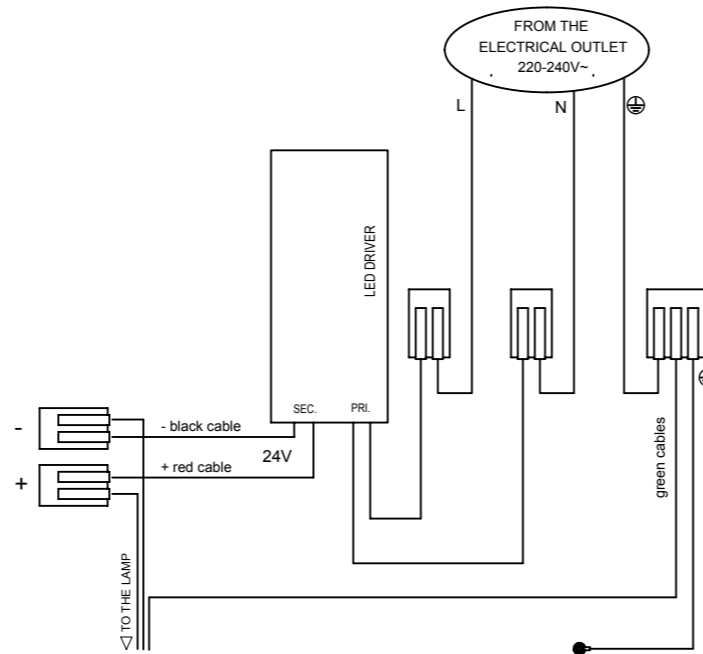 FROM THE
ELECTRICAL OUTLET
220-240V~
L
N
LED DRIVER
SEC.
PRI.
-
- black cable
24V
+
+ red cable
green cables
TO THE LAMP